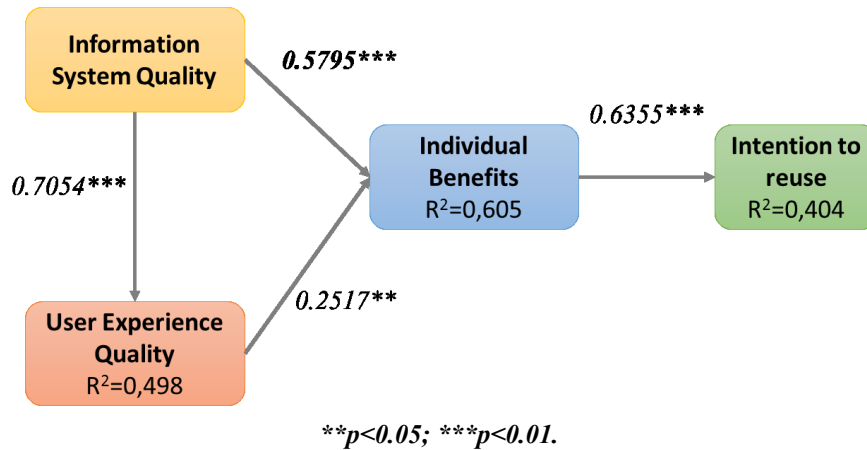 Information
System Quality
0.5795***
0.6355***
Individual
Benefits
R²=0,605
Intention to
reuse
R²=0,404
0.7054***
0.2517**
User Experience
Quality
R²=0,498
**p<0.05; ***p<0.01.